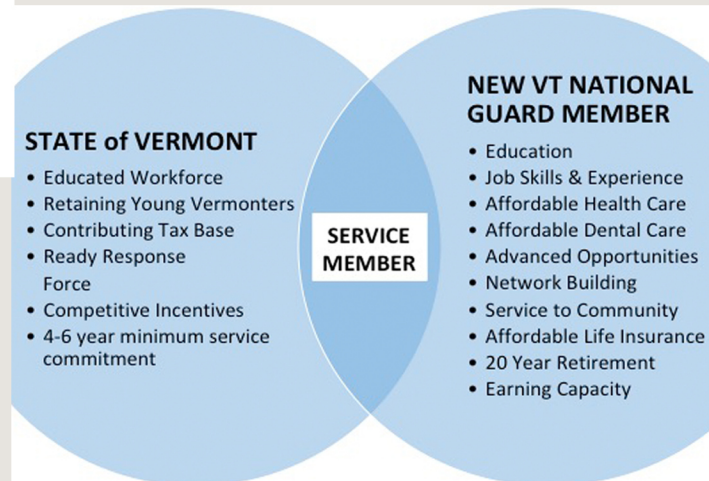 STATE of VERMONT
• Educated Workforce
• Retaining Young Vermonters
• Contributing Tax Base
• Ready Response
Force
• Competitive Incentives
• 4-6 year minimum service
commitment
SERVICE
MEMBER
NEW VT NATIONAL
GUARD MEMBER
• Education
• Job Skills & Experience
• Affordable Health Care
• Affordable Dental Care
• Advanced Opportunities
• Network Building
• Service to Community
• Affordable Life Insurance
• 20 Year Retirement
• Earning Capacity